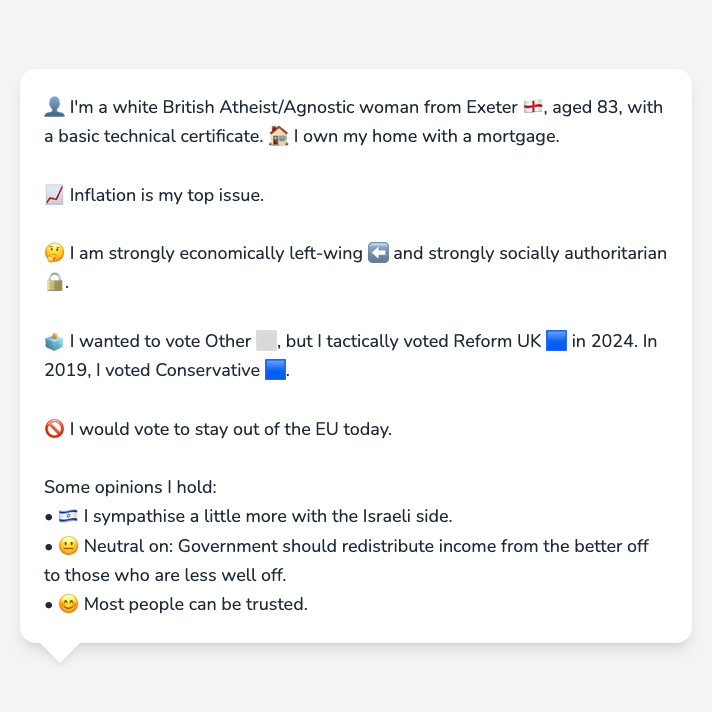 👤 I'm a white British Atheist/Agnostic woman from Exeter 🏴󠁧󠁢󠁥󠁮󠁧󠁿, aged 83, with
a basic technical certificate. 🏠 I own my home with a mortgage.
📈 Inflation is my top issue.
🤔 I am strongly economically left-wing ⬅️ and strongly socially authoritarian
🔒.
🗳️ I wanted to vote Other ⬜, but I tactically voted Reform UK 🟦 in 2024. In
2019, I voted Conservative 🟦.
🚫 I would vote to stay out of the EU today.
Some opinions I hold:
• 🇮🇱 I sympathise a little more with the Israeli side.
• 😐 Neutral on: Government should redistribute income from the better off
to those who are less well off.
• 😊 Most people can be trusted.